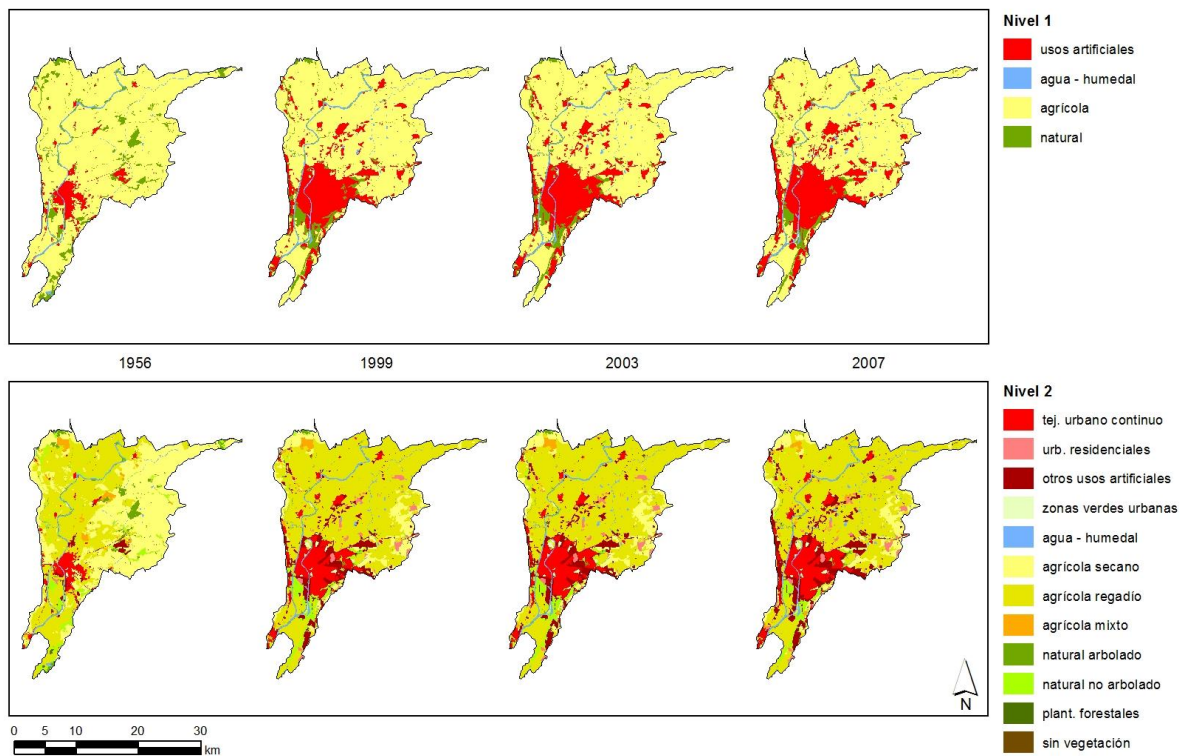 Nivel 1
usos artificiales
agua - humedal
agrícola
natural
1956 1999 2003 2007
Nivel 2
tej. urbano continuo
urb. residenciales
otros usos artificiales
zonas verdes urbanas
agua - humedal
agrícola secano
agrícola regadío
agrícola mixto
natural arbolado
natural no arbolado
plant. forestales
sin vegetación
N
0 5 10 20 30
km